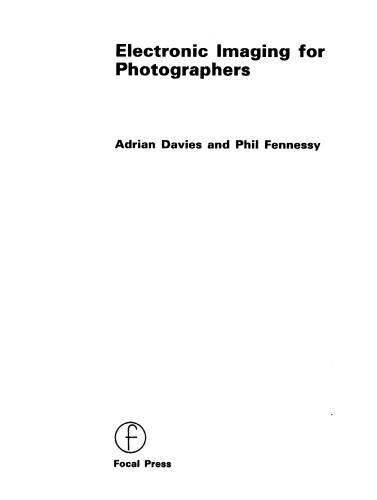 Electronic Imaging for
Photographers
Adrian Davies and Phil Fennessy
f
Focal Press